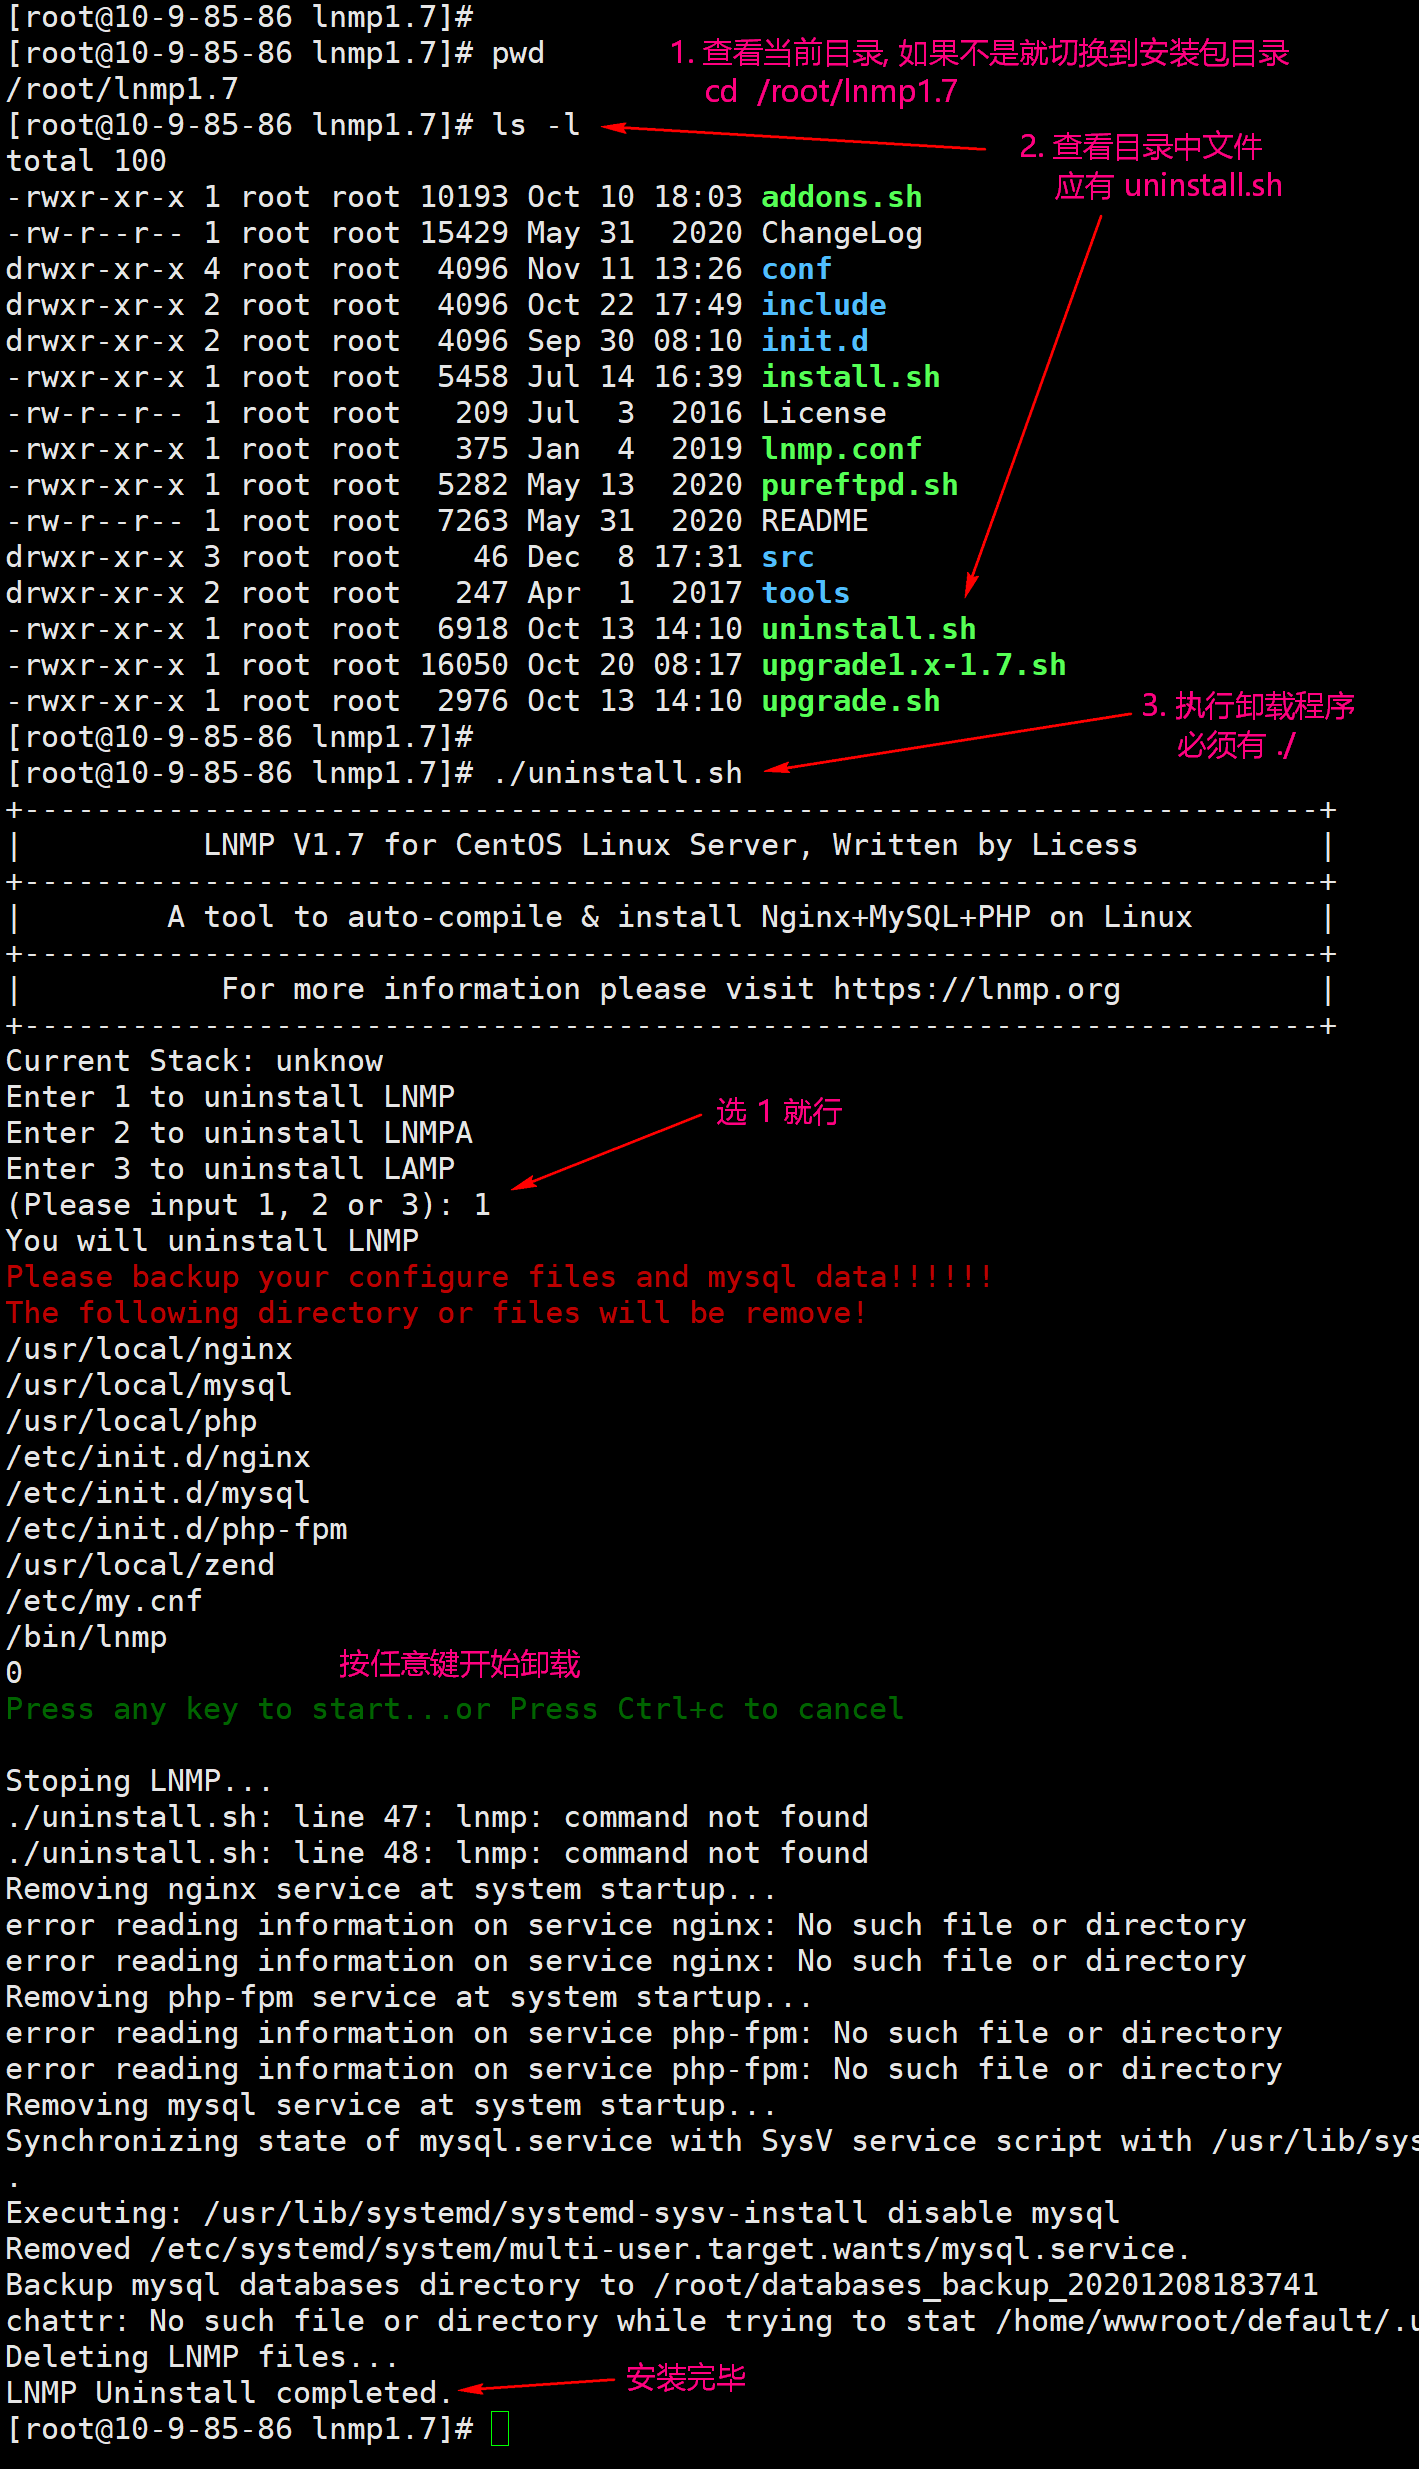 [root@10-9-85-86 lnmp1.7]#
[root@10-9-85-86 lnmp1.7]# pwd
1. 查看当前目录, 如果不是就切换到安装包目录
/root/lnmp1.7
cd /root/lnmp1.7
[root@10-9-85-86 lnmp1.7]# ls -l
2. 查看目录中文件
total 100
应有 uninstall.sh
-rwxr-xr-x 1 root root 10193 Oct 10 18:03 addons.sh
-rw-r--r-- 1 root root 15429 May 31  2020 ChangeLog
drwxr-xr-x 4 root root  4096 Nov 11 13:26 conf
drwxr-xr-x 2 root root  4096 Oct 22 17:49 include
drwxr-xr-x 2 root root  4096 Sep 30 08:10 init.d
-rwxr-xr-x 1 root root  5458 Jul 14 16:39 install.sh
-rw-r--r-- 1 root root   209 Jul  3  2016 License
-rwxr-xr-x 1 root root   375 Jan  4  2019 lnmp.conf
-rwxr-xr-x 1 root root  5282 May 13  2020 pureftpd.sh
-rw-r--r-- 1 root root  7263 May 31  2020 README
drwxr-xr-x 3 root root    46 Dec  8 17:31 src
drwxr-xr-x 2 root root   247 Apr  1  2017 tools
-rwxr-xr-x 1 root root  6918 Oct 13 14:10 uninstall.sh
-rwxr-xr-x 1 root root 16050 Oct 20 08:17 upgrade1.x-1.7.sh
-rwxr-xr-x 1 root root  2976 Oct 13 14:10 upgrade.sh
3. 执行卸载程序
[root@10-9-85-86 lnmp1.7]#
必须有 ./
[root@10-9-85-86 lnmp1.7]# ./uninstall.sh
+------------------------------------------------------------------------+
|          LNMP V1.7 for CentOS Linux Server, Written by Licess          |
+------------------------------------------------------------------------+
|        A tool to auto-compile & install Nginx+MySQL+PHP on Linux       |
+------------------------------------------------------------------------+
|           For more information please visit https://lnmp.org           |
+------------------------------------------------------------------------+
Current Stack: unknow
Enter 1 to uninstall LNMP
选 1 就行
Enter 2 to uninstall LNMPA
Enter 3 to uninstall LAMP
(Please input 1, 2 or 3): 1
You will uninstall LNMP
Please backup your configure files and mysql data!!!!!!
The following directory or files will be remove!
/usr/local/nginx
/usr/local/mysql
/usr/local/php
/etc/init.d/nginx
/etc/init.d/mysql
/etc/init.d/php-fpm
/usr/local/zend
/etc/my.cnf
/bin/lnmp
按任意键开始卸载
0
Press any key to start...or Press Ctrl+c to cancel
Stoping LNMP...
./uninstall.sh: line 47: lnmp: command not found
./uninstall.sh: line 48: lnmp: command not found
Removing nginx service at system startup...
error reading information on service nginx: No such file or directory
error reading information on service nginx: No such file or directory
Removing php-fpm service at system startup...
error reading information on service php-fpm: No such file or directory
error reading information on service php-fpm: No such file or directory
Removing mysql service at system startup...
Synchronizing state of mysql.service with SysV service script with /usr/lib/sys
.
Executing: /usr/lib/systemd/systemd-sysv-install disable mysql
Removed /etc/systemd/system/multi-user.target.wants/mysql.service.
Backup mysql databases directory to /root/databases_backup_20201208183741
chattr: No such file or directory while trying to stat /home/wwwroot/default/.u
Deleting LNMP files...
安装完毕
LNMP Uninstall completed.
[root@10-9-85-86 lnmp1.7]#